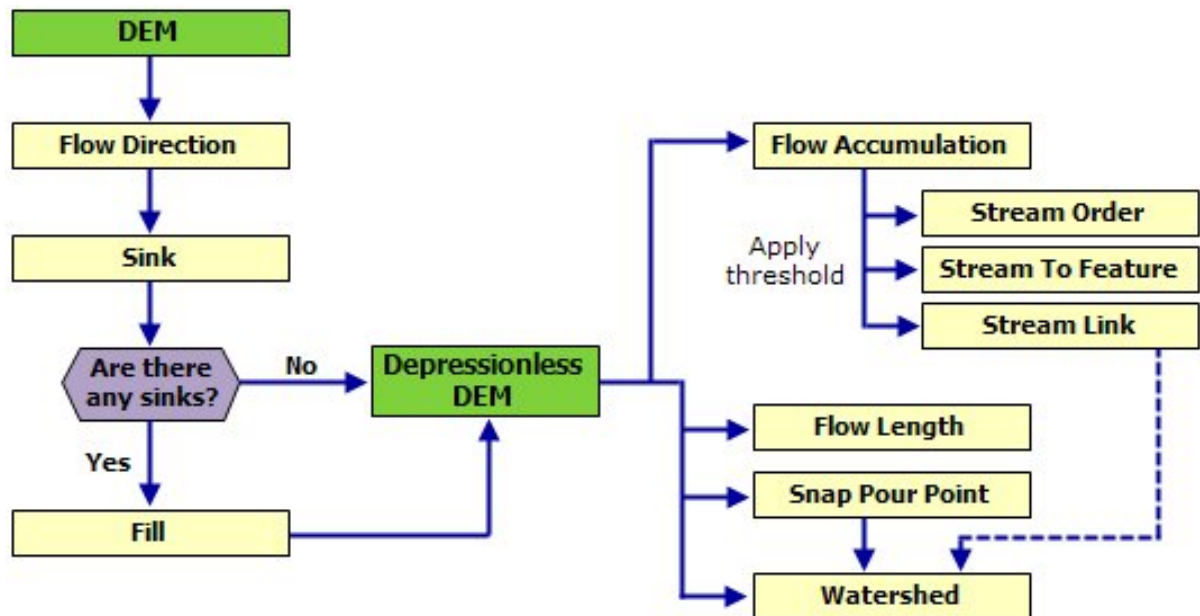 DEM
Flow Direction
Sink
Are there
any sinks?
No
Yes
Fill
Depressionless
DEM
Flow Accumulation
Apply
threshold
Stream Order
Stream To Feature
Stream Link
Flow Length
Snap Pour Point
Watershed